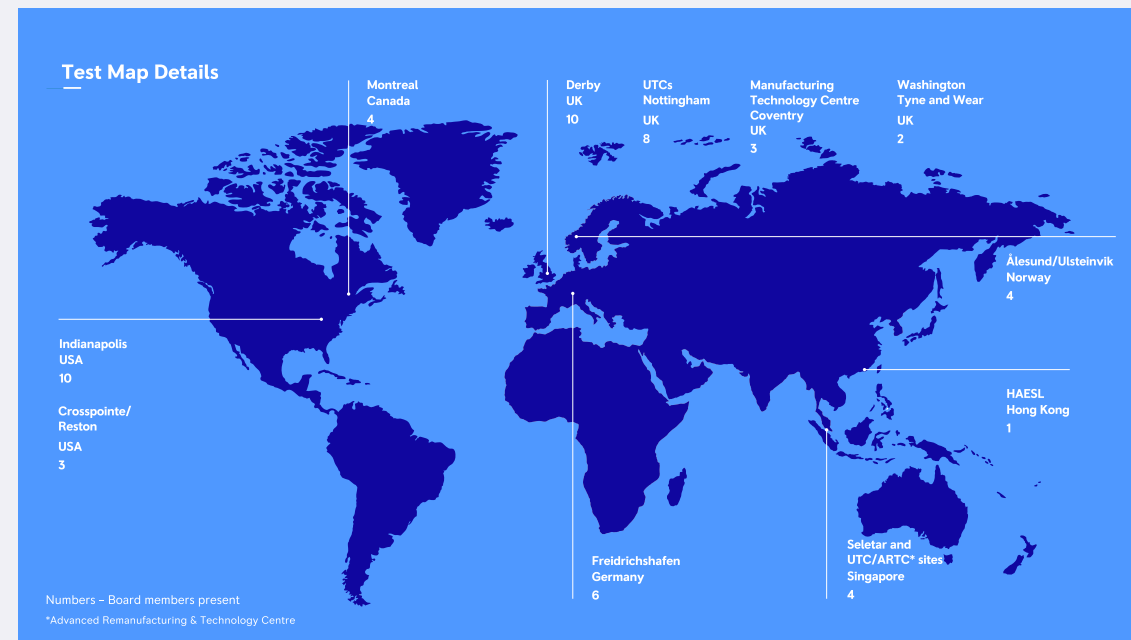 Test Map Details
Montreal
Canada
4
Derby
UK
10
UTCs
Nottingham
UK
8
Manufacturing
Technology Centre
Coventry
UK
3
Washington
Tyne and Wear
UK
2
Ålesund/Ulsteinvik
Norway
4
Indianapolis
USA
10
Crosspointe/
Reston
USA
3
HAESL
Hong Kong
1
Freidrichshafen
Germany
6
Seletar and
UTC/ARTC* sites
Singapore
4
Numbers – Board members present
*Advanced Remanufacturing & Technology Centre